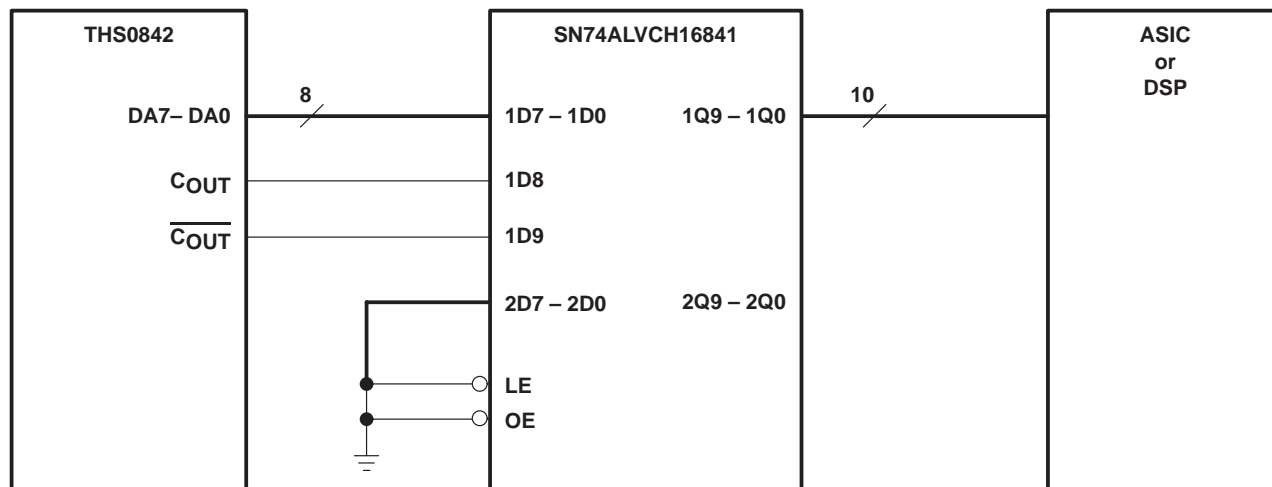 THS0842
SN74ALVCH16841
ASIC
or
DSP
DA7– DA0
8
1D7 – 1D0
1Q9 – 1Q0
10
COUT
1D8
COUT
1D9
2D7 – 2D0
2Q9 – 2Q0
LE
OE